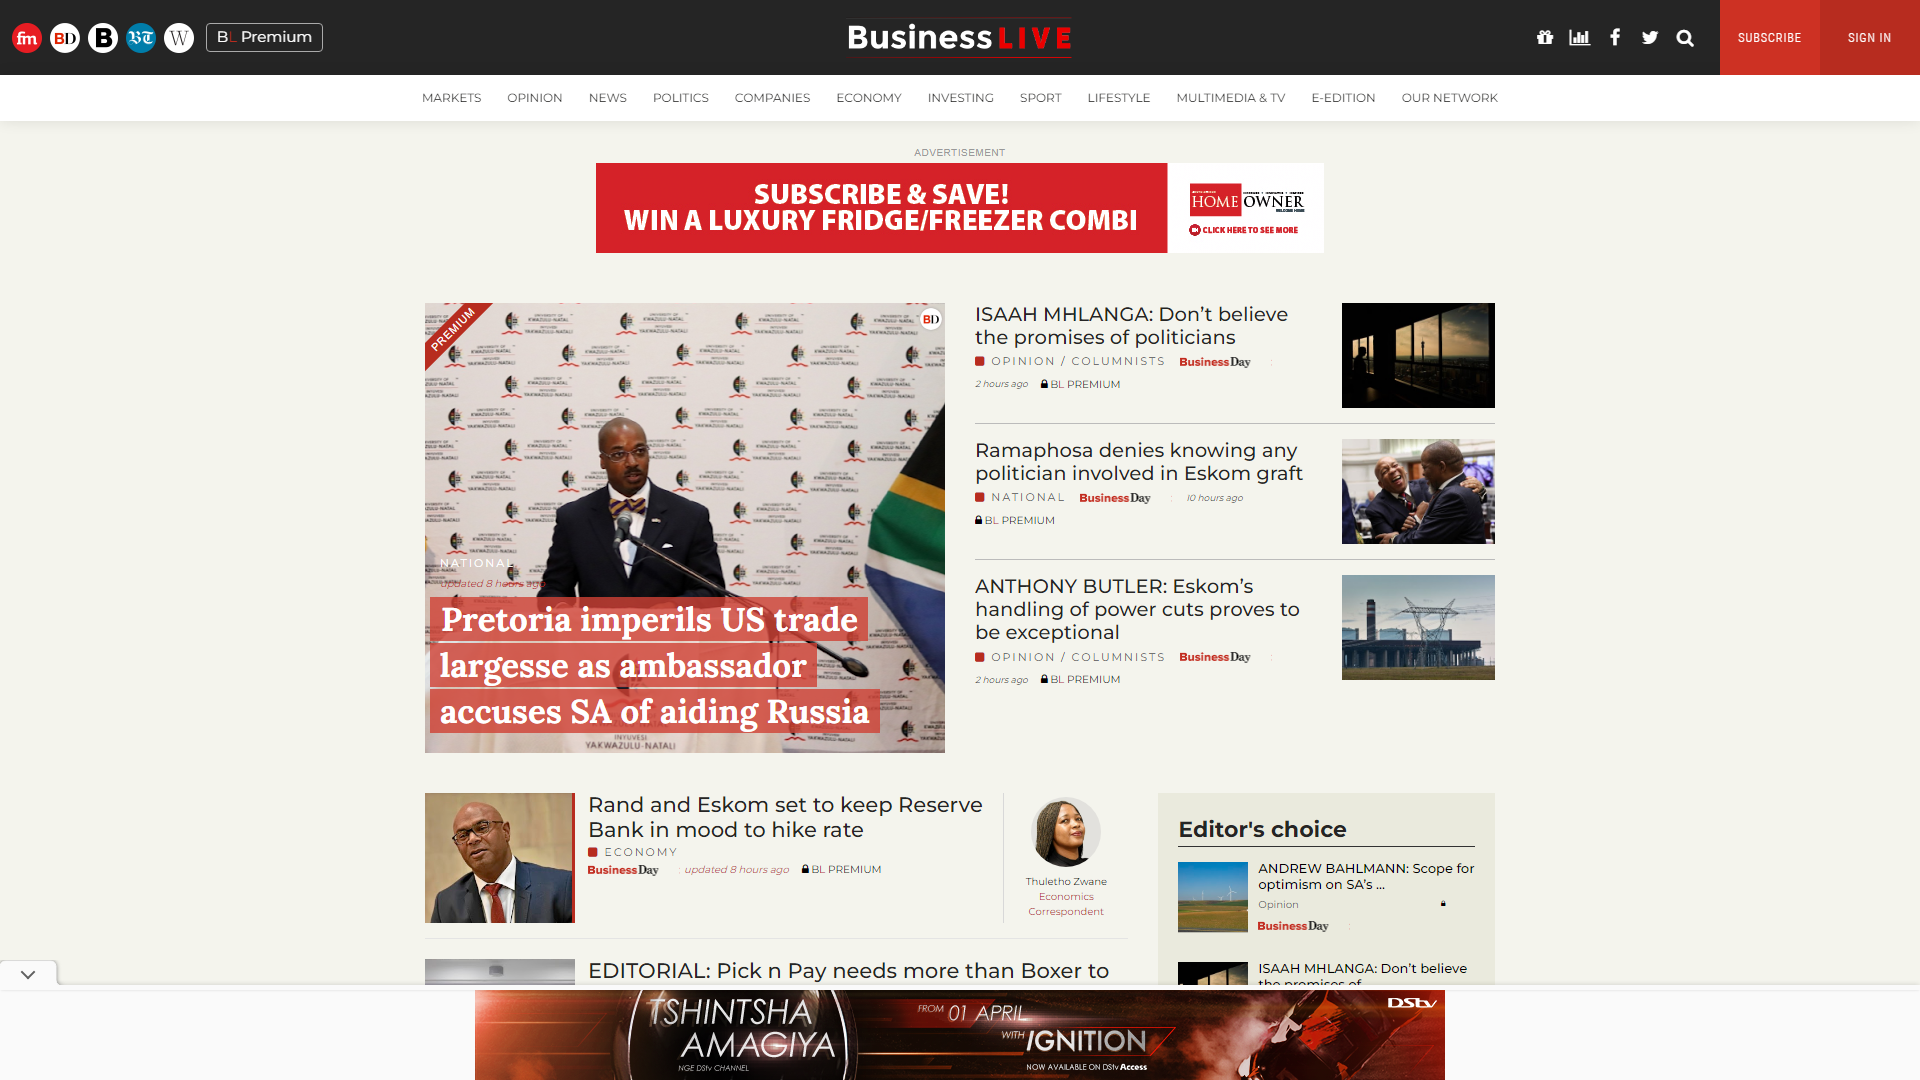 fm
BD
B
BT
W
BL Premium
Business LIVE
SUBSCRIBE
SIGN IN
MARKETS
OPINION
NEWS
POLITICS
COMPANIES
ECONOMY
INVESTING
SPORT
LIFESTYLE
MULTIMEDIA & TV
E-EDITION
OUR NETWORK
ADVERTISEMENT
SUBSCRIBE & SAVE!
WIN A LUXURY FRIDGE/FREEZER COMBI
HOME OWNER
CLICK HERE TO SEE MORE
PREMIUM
BD
NATIONAL
updated 8 hours ago
Pretoria imperils US trade
largesse as ambassador
accuses SA of aiding Russia
INYUVESI
YAKWAZULU-NATALI
ISAAH MHLANGA: Don’t believe
the promises of politicians
OPINION / COLUMNISTS BusinessDay
2 hours ago BL PREMIUM
Ramaphosa denies knowing any
politician involved in Eskom graft
NATIONAL BusinessDay 10 hours ago
BL PREMIUM
ANTHONY BUTLER: Eskom’s
handling of power cuts proves to
be exceptional
OPINION / COLUMNISTS BusinessDay
2 hours ago BL PREMIUM
Rand and Eskom set to keep Reserve
Bank in mood to hike rate
ECONOMY
BusinessDay updated 8 hours ago BL PREMIUM
Thuletho Zwane
Economics
Correspondent
EDITORIAL: Pick n Pay needs more than Boxer to
Editor's choice
ANDREW BAHLMANN: Scope for
optimism on SA’s ...
Opinion
BusinessDay
ISAAH MHLANGA: Don’t believe
the promises of
TSHINTSHA
AMAGIYA
NGE DStv CHANNEL
FROM 01 APRIL
WITH IGNITION
NOW AVAILABLE ON DStv Access
DStv